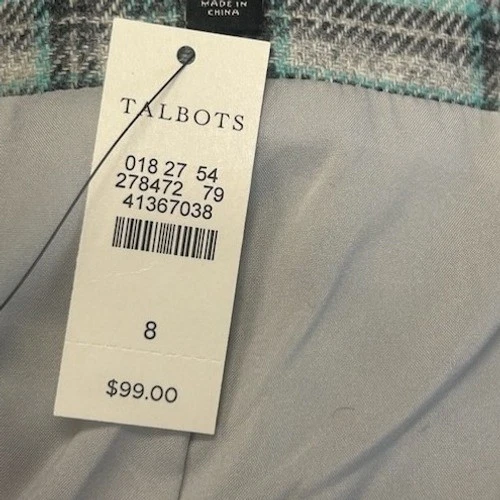 MADE IN
CHINA
TALBOTS
018 27 54
278472 79
41367038
8
$99.00